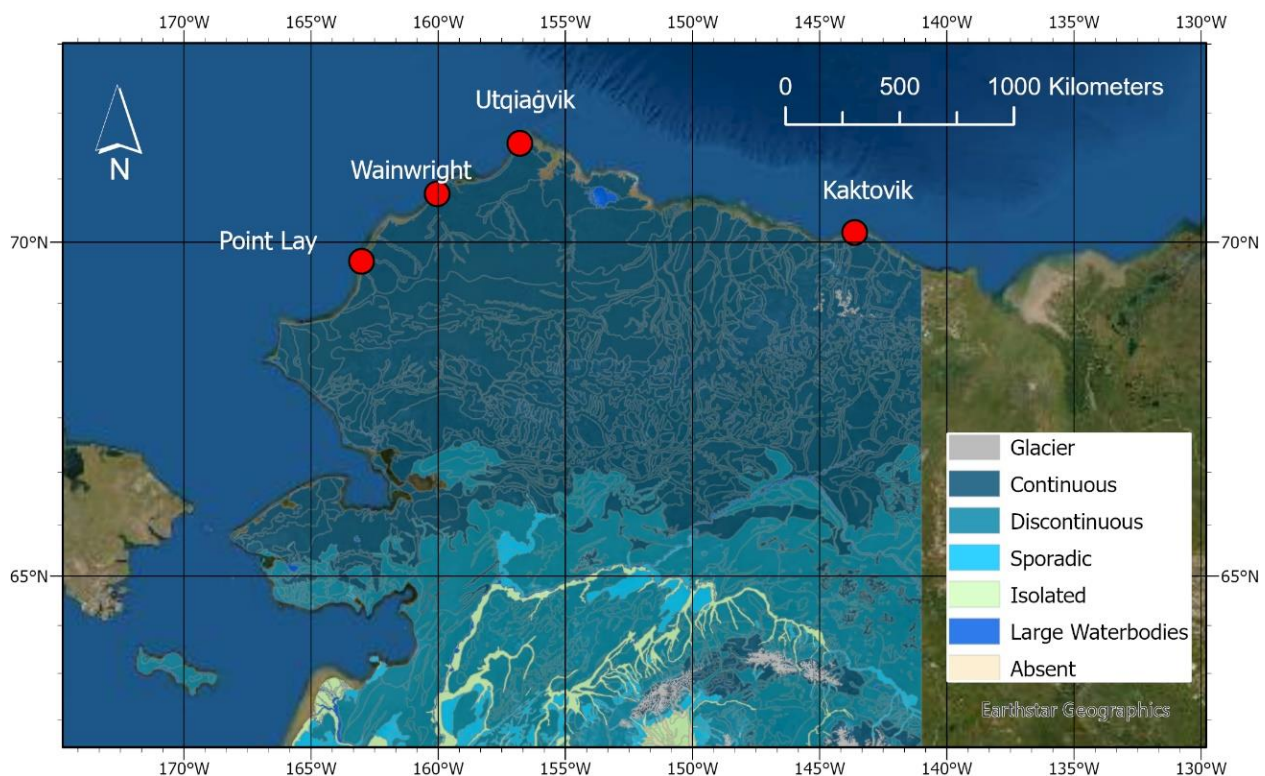 170°W 165°W 160°W 155°W 150°W 145°W 140°W 135°W 130°W
0 500 1000 Kilometers
Utqiaġvik
N
Wainwright
Kaktovik
Point Lay
70°N 70°N
Glacier
Continuous
Discontinuous
Sporadic
65°N 65°N
Isolated
Large Waterbodies
Absent
Earthstar Geographics
170°W 165°W 160°W 155°W 150°W 145°W 140°W 135°W 130°W